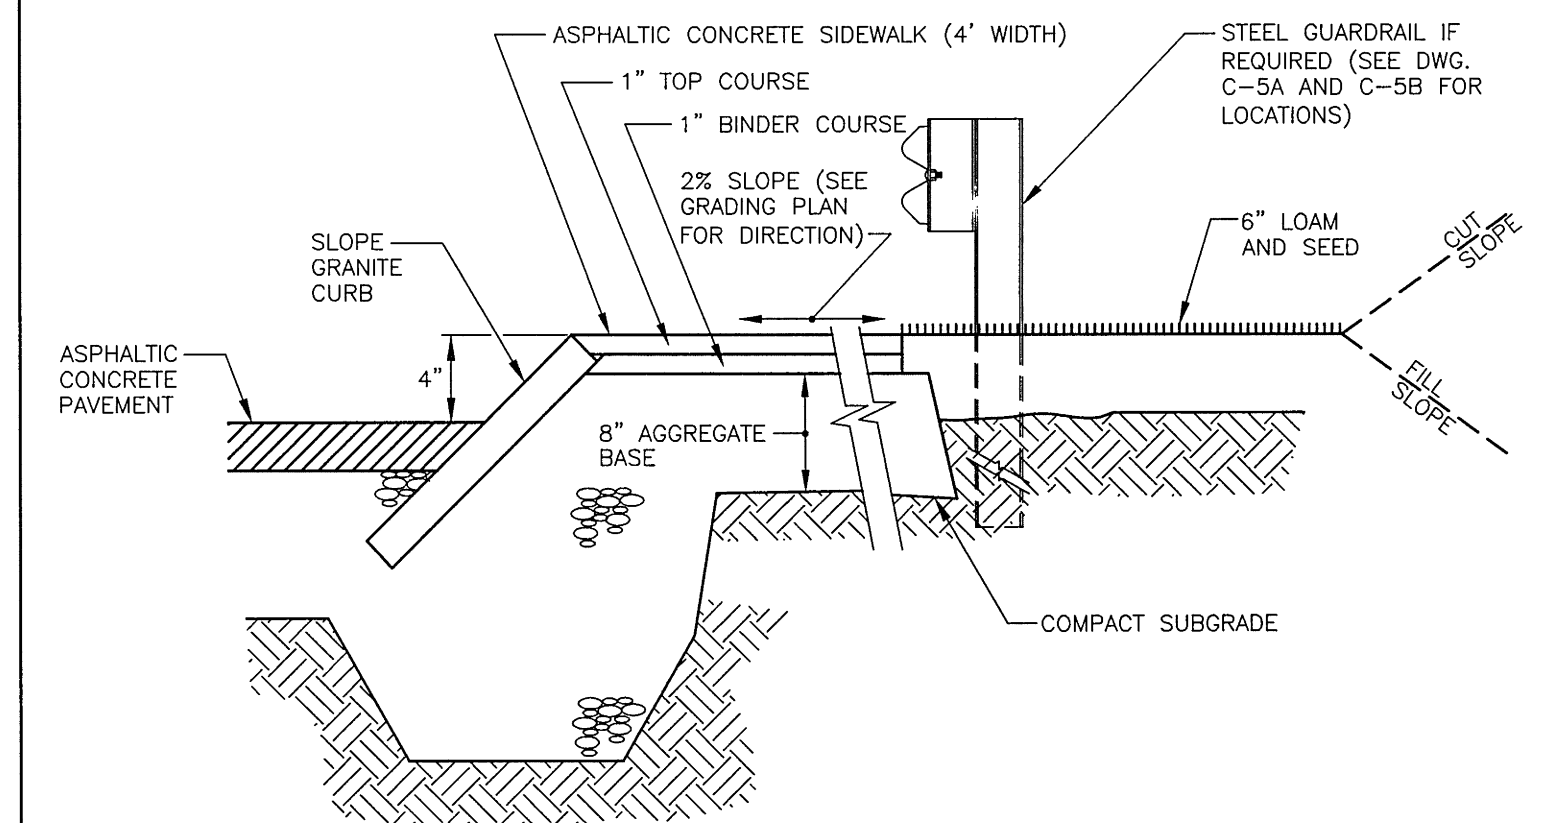 ASPHALTIC CONCRETE SIDEWALK (4' WIDTH)
1" TOP COURSE
1" BINDER COURSE
2% SLOPE (SEE
GRADING PLAN
FOR DIRECTION)
STEEL GUARDRAIL IF
REQUIRED (SEE DWG.
C-5A AND C-5B FOR
LOCATIONS)
SLOPE
GRANITE
CURB
6" LOAM
AND SEED
CUT
SLOPE
ASPHALTIC
CONCRETE
PAVEMENT
4"
FILL
SLOPE
8" AGGREGATE
BASE
COMPACT SUBGRADE